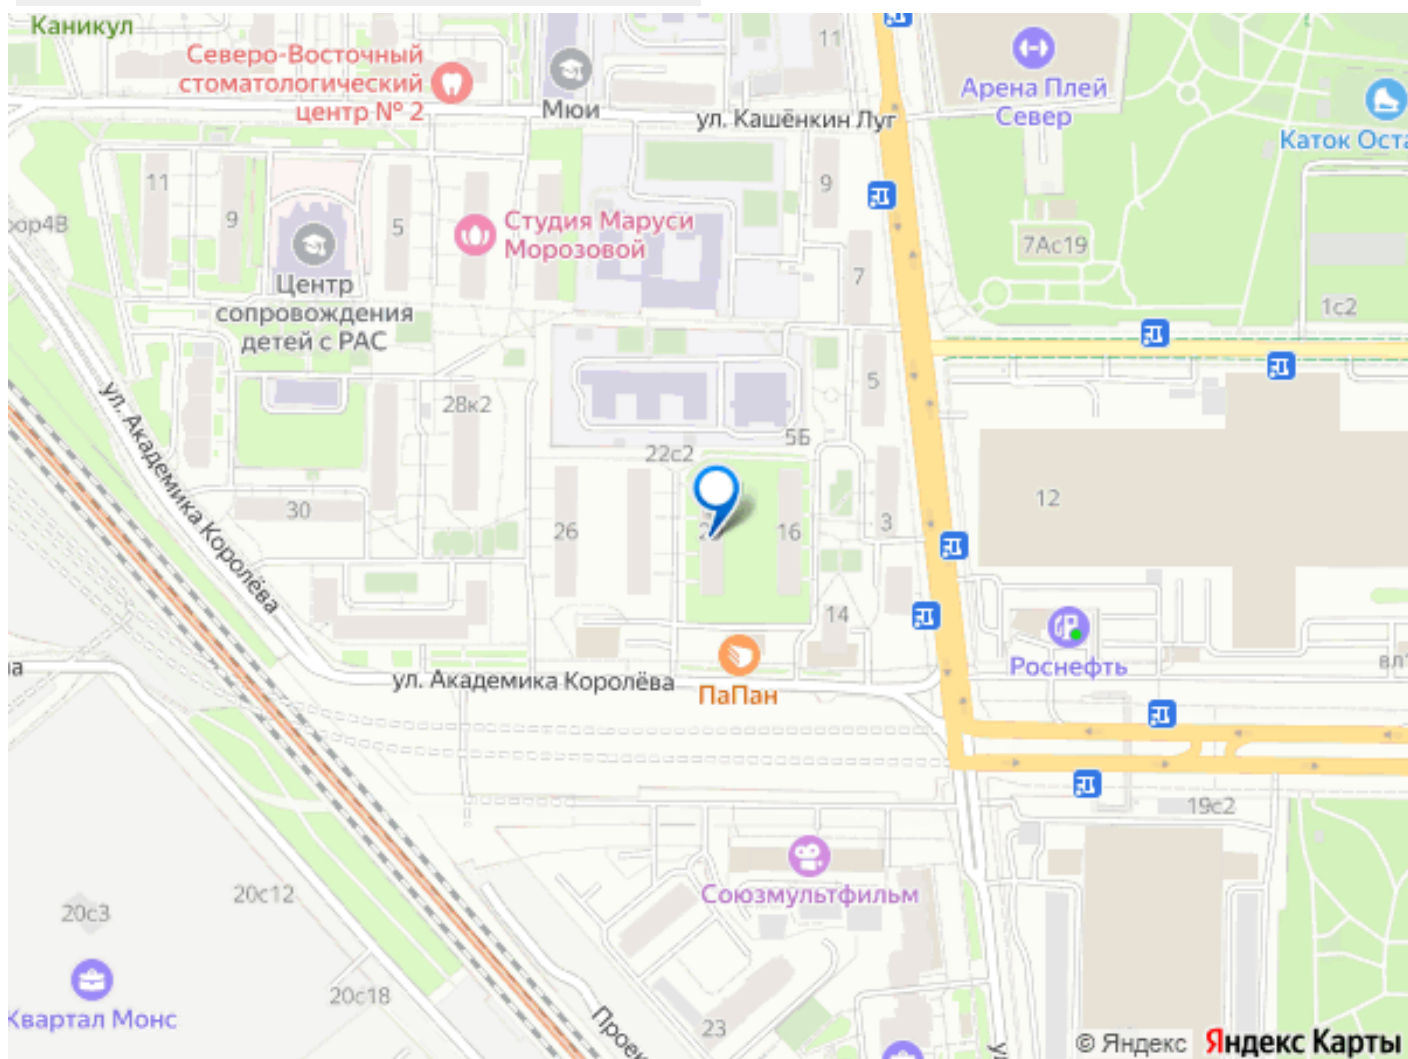 Каникул
Северо-Восточный
стоматологический
центр № 2
Мюи
11
ул. Кашёнкин Луг
Арена Плей
Север
Каток Оста
11
9
5
Студия Маруси
Морозовой
9
7
7Ас19
1с2
Центр
сопровождения
детей с РАС
ул. Академика Королёва
28к2
5
5Б
22с2
30
26
16
3
12
14
ПаПан
Роснефть
ул. Академика Королёва
19с2
Союзмультфильм
20с3
20с12
20с18
Квартал Монс
23
Проек
© Яндекс Яндекс Карты